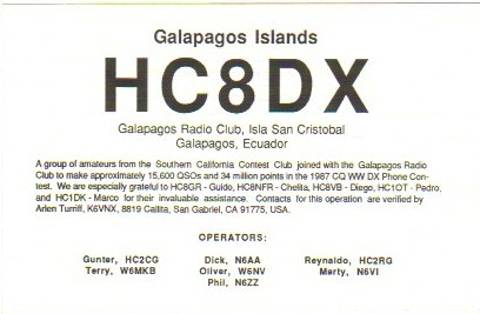 Galapagos Islands
HC8DX
Galapagos Radio Club, Isla San Cristobal
Galapagos, Ecuador
A group of amateurs from the Southern California Contest Club joined with the Galapagos Radio
Club to make approximately 15,600 QSOs and 34 million points in the 1987 CQ WW DX Phone Con-
test. We are especially grateful to HC8GR - Guido, HC8NFR - Chelita, HC8VB - Diego, HC1OT - Pedro,
and HC1DK - Marco for their invaluable assistance. Contacts for this operation are verified by
Arlen Turriff, K6VNX, 8819 Callita, San Gabriel, CA 91775, USA.
OPERATORS:
Gunter, HC2CG Dick, N6AA Reynaldo, HC2RG
Terry, W6MKB Oliver, W6NV Marty, N6VI
Phil, N6ZZ